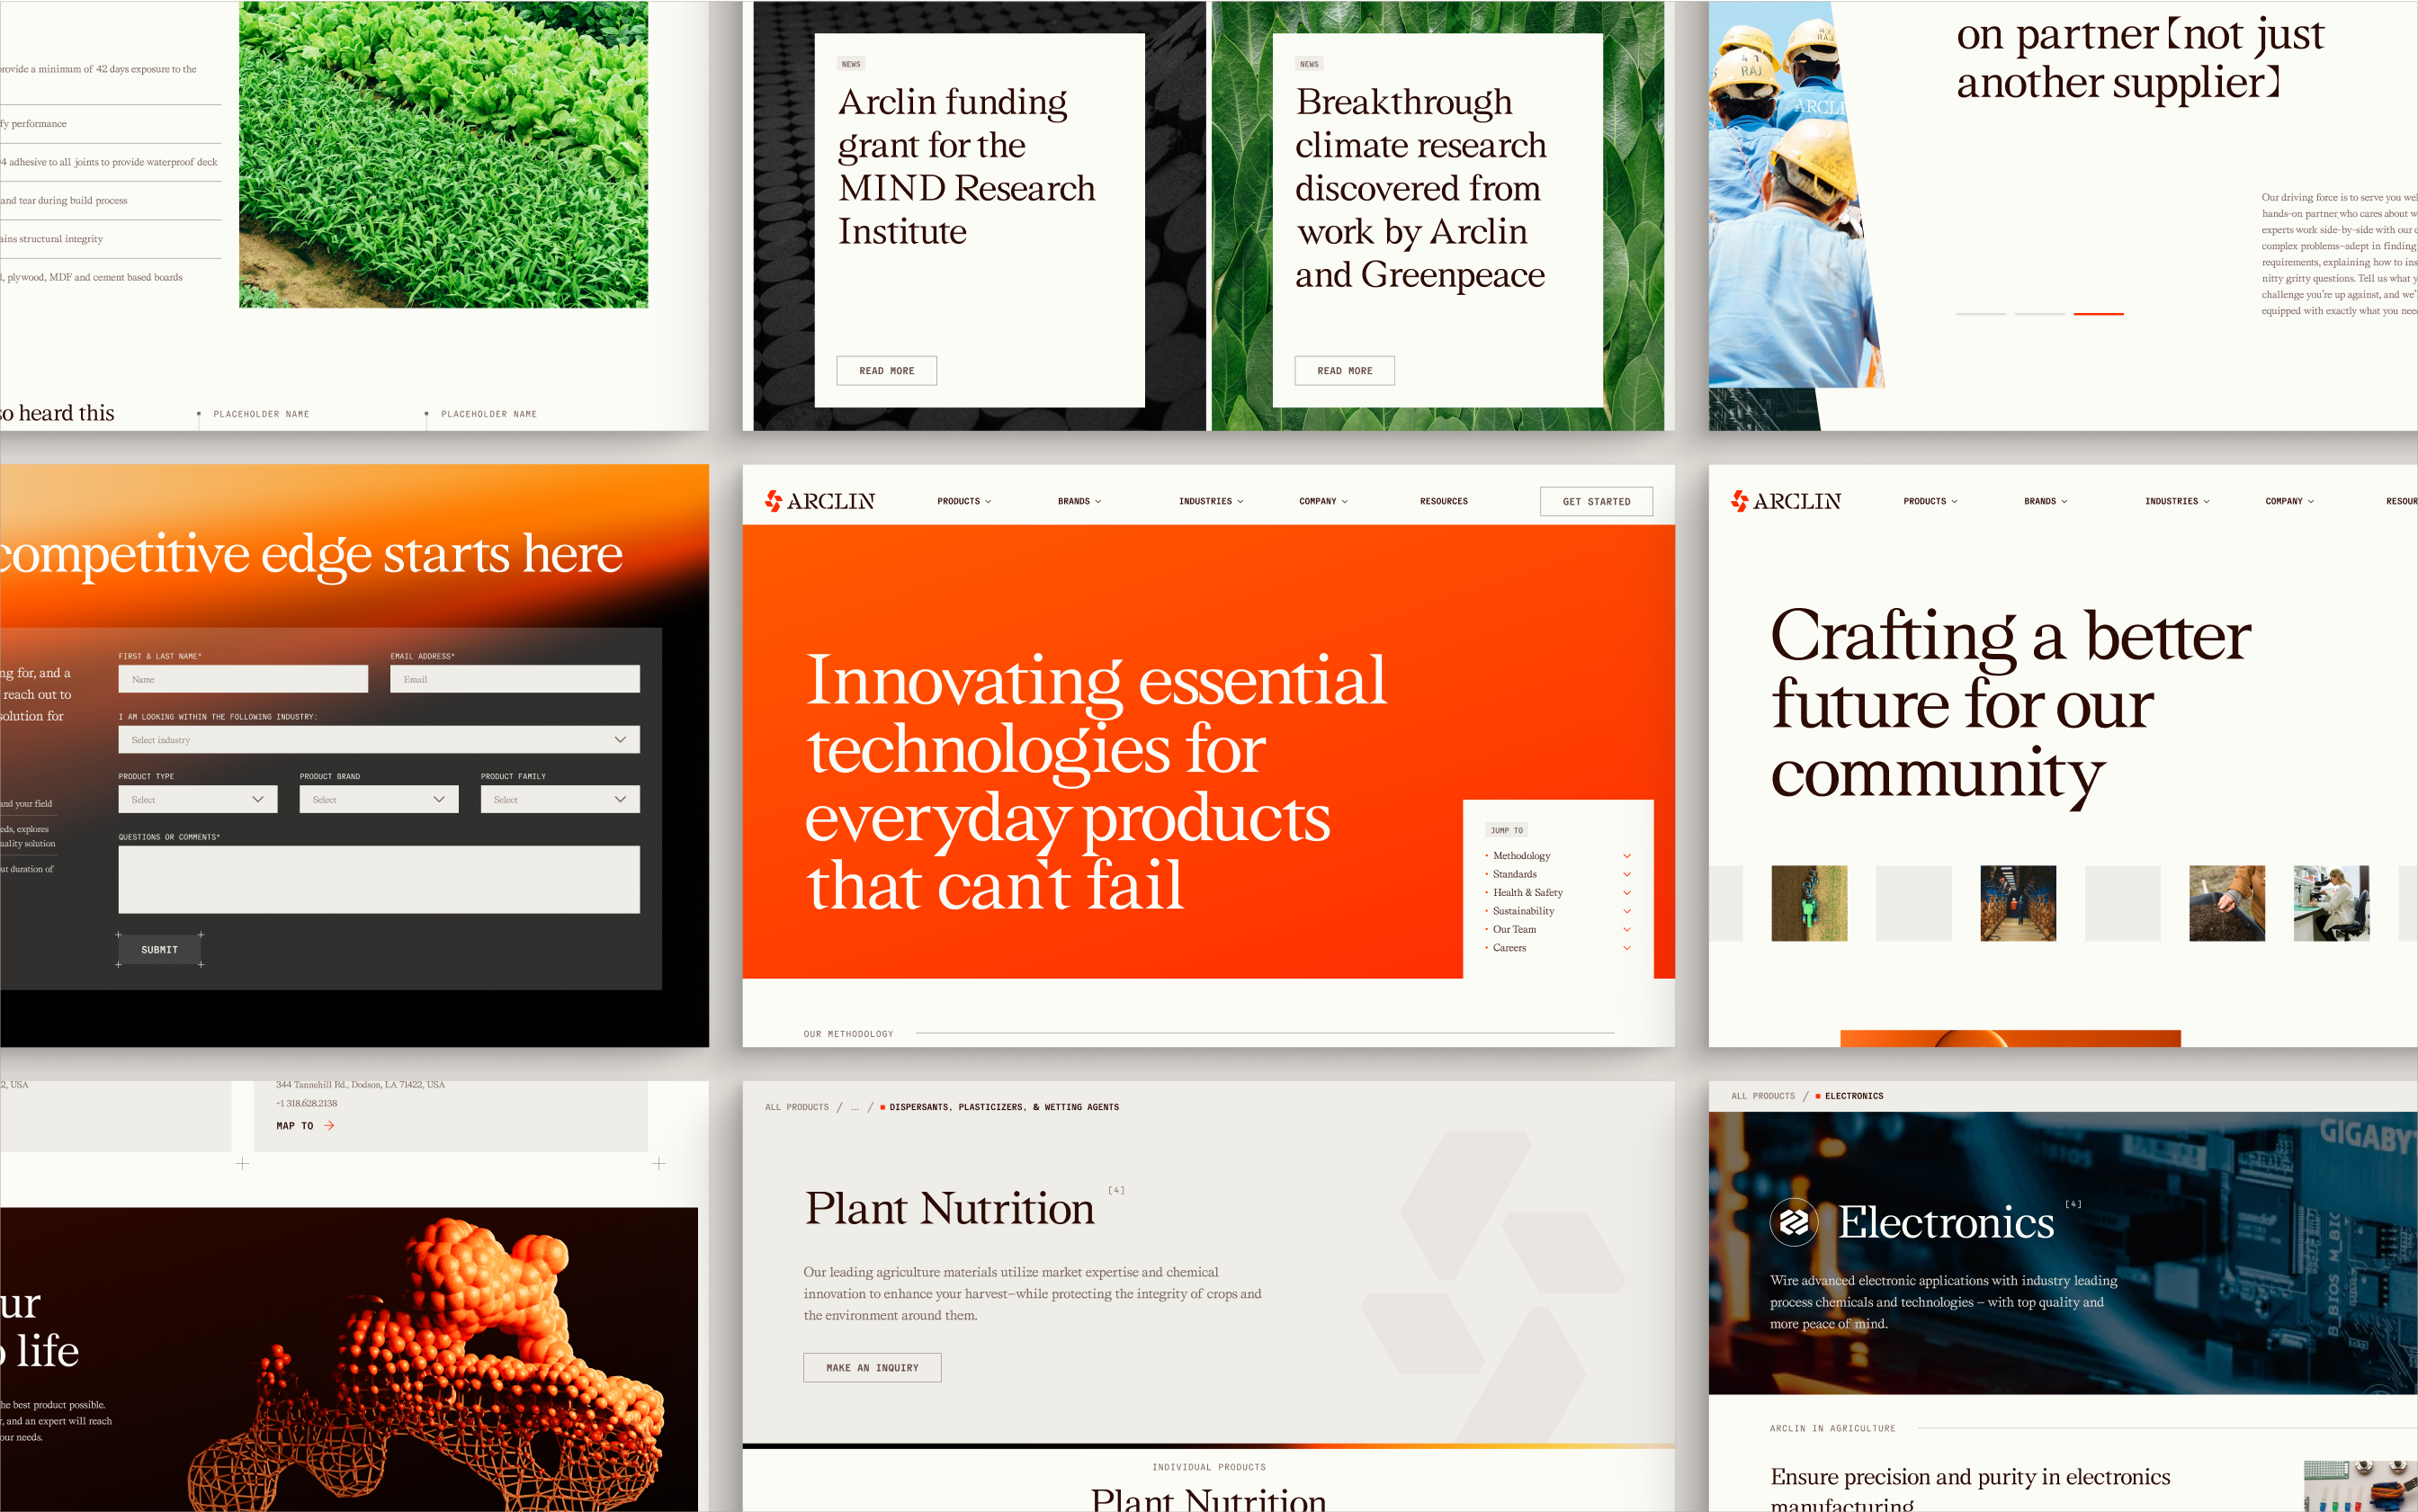 provide a minimum of 42 days exposure to the
fy performance
4 adhesive to all joints to provide waterproof deck
and tear during build process
ains structural integrity
l, plywood, MDF and cement based boards
so heard this
PLACEHOLDER NAME
PLACEHOLDER NAME
NEWS
Arclin funding
grant for the
MIND Research
Institute
READ MORE
NEWS
Breakthrough
climate research
discovered from
work by Arclin
and Greenpeace
READ MORE
RAJ
RAJ
ARCLI
on partner [not just
another supplier]
Our driving force is to serve you wel
hands-on partner who cares about w
experts work side-by-side with our c
complex problems—adept in finding
requirements, explaining how to ins
nitty gritty questions. Tell us what y
challenge you're up against, and we'
equipped with exactly what you nee
competitive edge starts here
ng for, and a
reach out to
solution for
and your field
eds, explores
uality solution
ut duration of
FIRST & LAST NAME*
Name
EMAIL ADDRESS*
Email
I AM LOOKING WITHIN THE FOLLOWING INDUSTRY:
Select industry
PRODUCT TYPE
Select
PRODUCT BRAND
Select
PRODUCT FAMILY
Select
QUESTIONS OR COMMENTS*
SUBMIT
ARCLIN
PRODUCTS
BRANDS
INDUSTRIES
COMPANY
RESOURCES
GET STARTED
Innovating essential
technologies for
everyday products
that can't fail
JUMP TO
Methodology
Standards
Health & Safety
Sustainability
Our Team
Careers
OUR METHODOLOGY
ARCLIN
PRODUCTS
BRANDS
INDUSTRIES
COMPANY
RESOUR
Crafting a better
future for our
community
2, USA
344 Tannehill Rd., Dodson, LA 71422, USA
+1 318.628.2138
MAP TO →
ur
o life
he best product possible.
r, and an expert will reach
our needs.
ALL PRODUCTS / ... / DISPERSANTS, PLASTICIZERS, & WETTING AGENTS
Plant Nutrition [4]
Our leading agriculture materials utilize market expertise and chemical
innovation to enhance your harvest—while protecting the integrity of crops and
the environment around them.
MAKE AN INQUIRY
INDIVIDUAL PRODUCTS
Plant Nutrition
ALL PRODUCTS / ELECTRONICS
GIGABYT
M_BIOS M_BIC
Electronics [4]
Wire advanced electronic applications with industry leading
process chemicals and technologies – with top quality and
more peace of mind.
ARCLIN IN AGRICULTURE
Ensure precision and purity in electronics
manufacturing